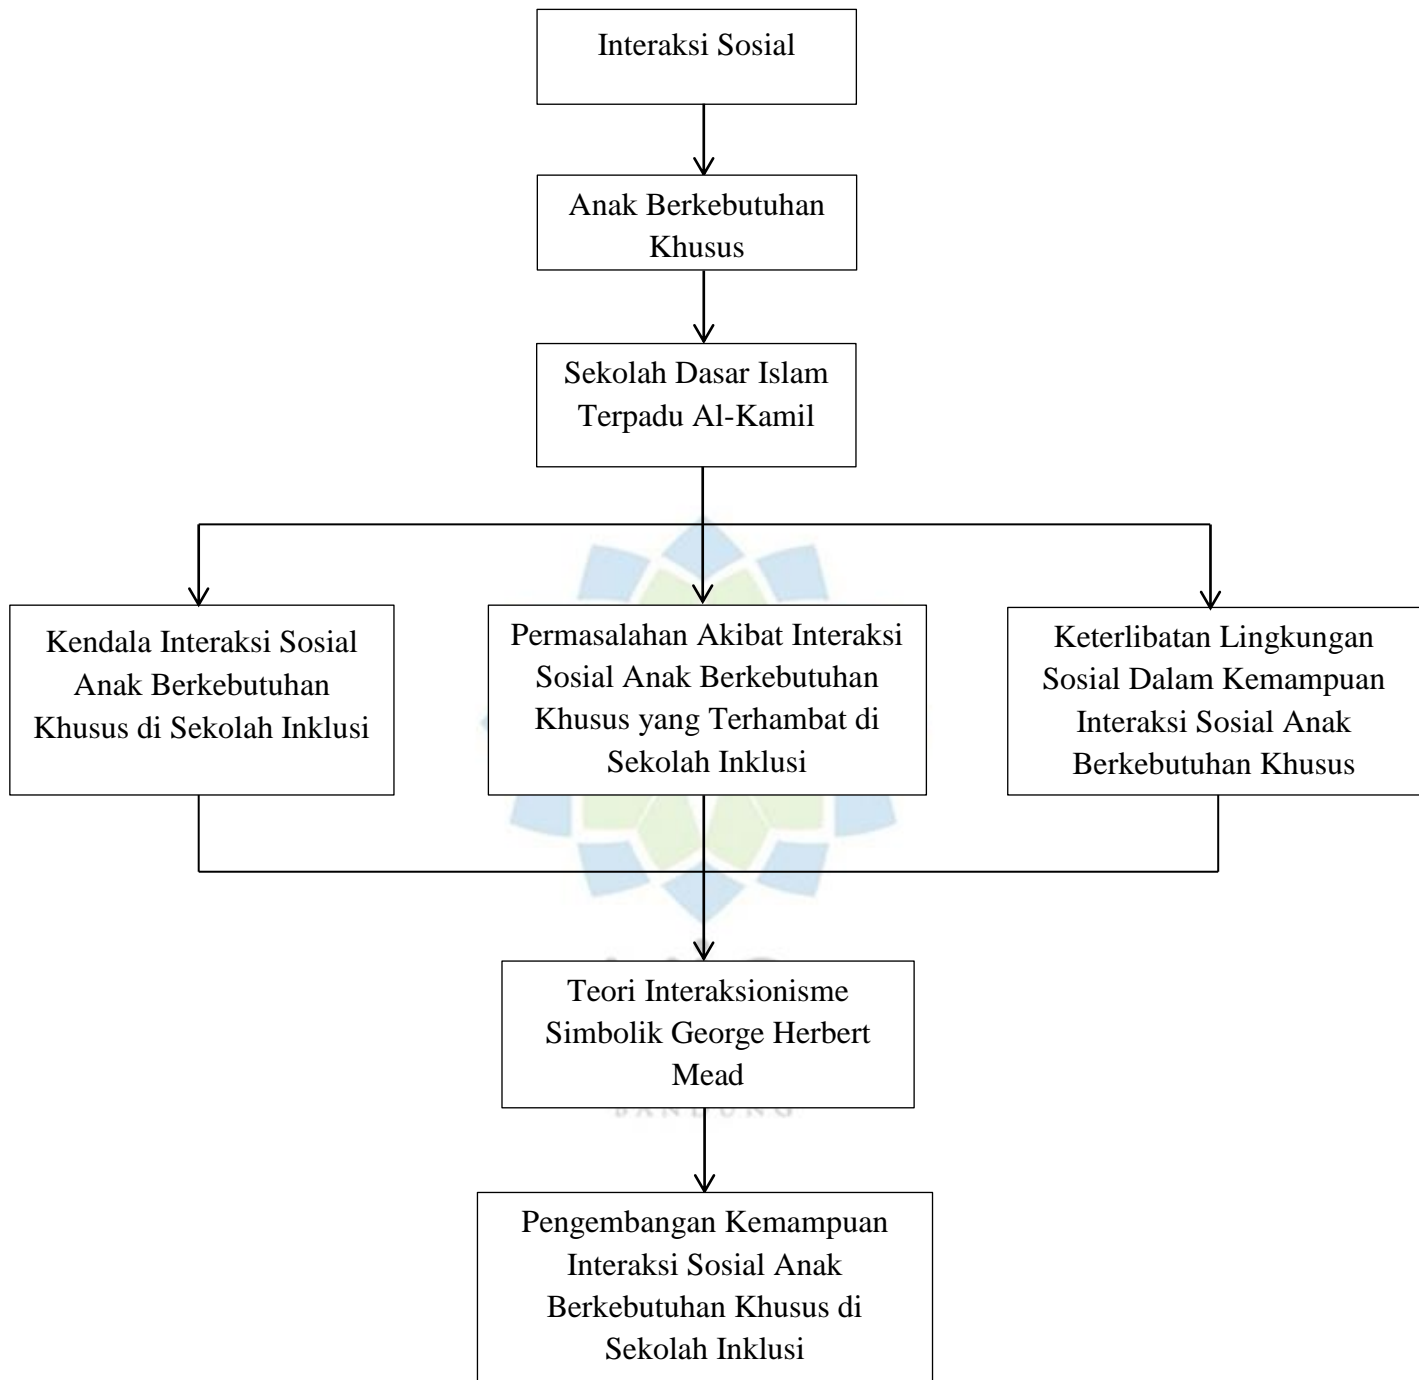 Interaksi Sosial
Anak Berkebutuhan
Khusus
Sekolah Dasar Islam
Terpadu Al-Kamil
Kendala Interaksi Sosial
Anak Berkebutuhan
Khusus di Sekolah Inklusi
Permasalahan Akibat Interaksi
Sosial Anak Berkebutuhan
Khusus yang Terhambat di
Sekolah Inklusi
Keterlibatan Lingkungan
Sosial Dalam Kemampuan
Interaksi Sosial Anak
Berkebutuhan Khusus
Teori Interaksionisme
Simbolik George Herbert
Mead
BANDUNG
Pengembangan Kemampuan
Interaksi Sosial Anak
Berkebutuhan Khusus di
Sekolah Inklusi